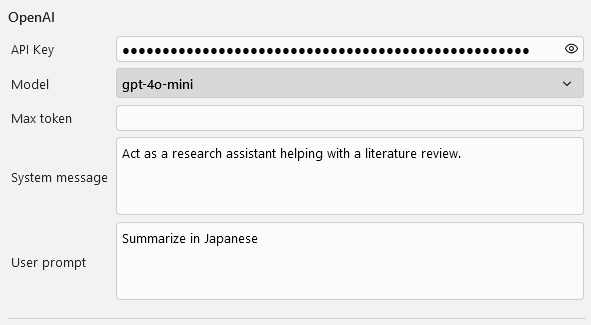 OpenAI
API Key
Model
gpt-4o-mini
Max token
System message
Act as a research assistant helping with a literature review.
User prompt
Summarize in Japanese